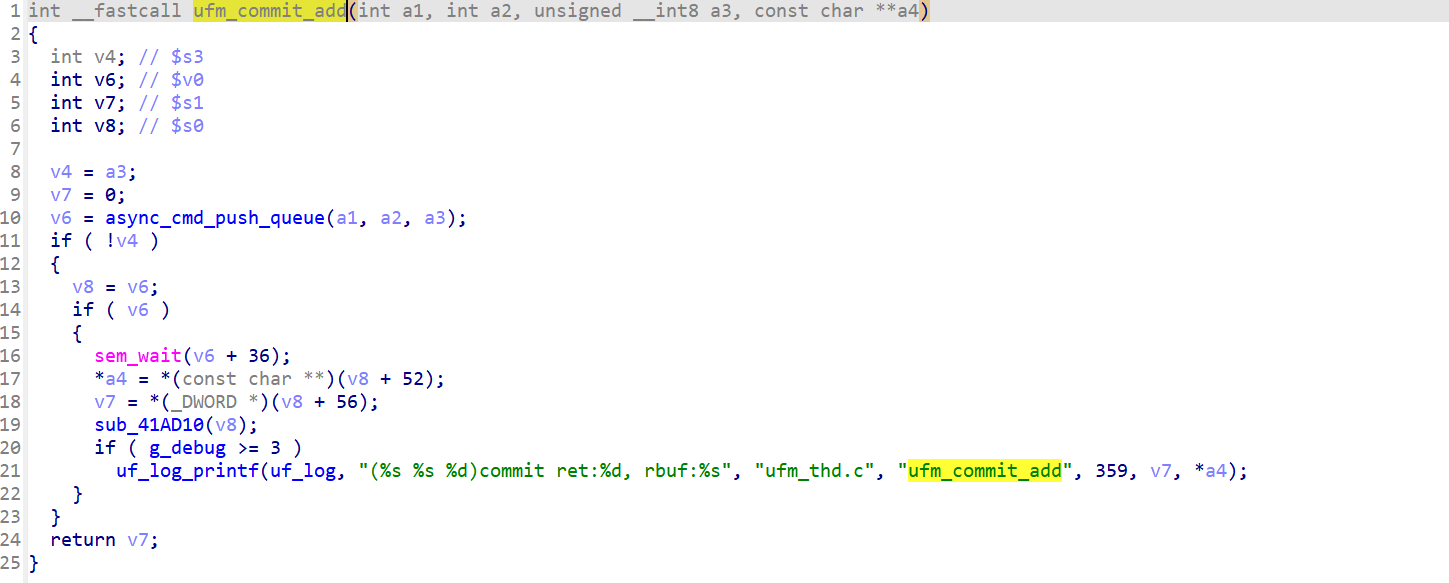 1 int __fastcall ufm_commit_add(int a1, int a2, unsigned __int8 a3, const char **a4)
2 {
3   int v4; // $s3
4   int v6; // $v0
5   int v7; // $s1
6   int v8; // $s0
7
8   v4 = a3;
9   v7 = 0;
10   v6 = async_cmd_push_queue(a1, a2, a3);
11   if ( !v4 )
12   {
13     v8 = v6;
14     if ( v6 )
15     {
16       sem_wait(v6 + 36);
17       *a4 = *(const char **)(v8 + 52);
18       v7 = *(_DWORD *)(v8 + 56);
19       sub_41AD10(v8);
20       if ( g_debug >= 3 )
21         uf_log_printf(uf_log, "(%s %s %d)commit ret:%d, rbuf:%s", "ufm_thd.c", "ufm_commit_add", 359, v7, *a4);
22     }
23   }
24   return v7;
25 }